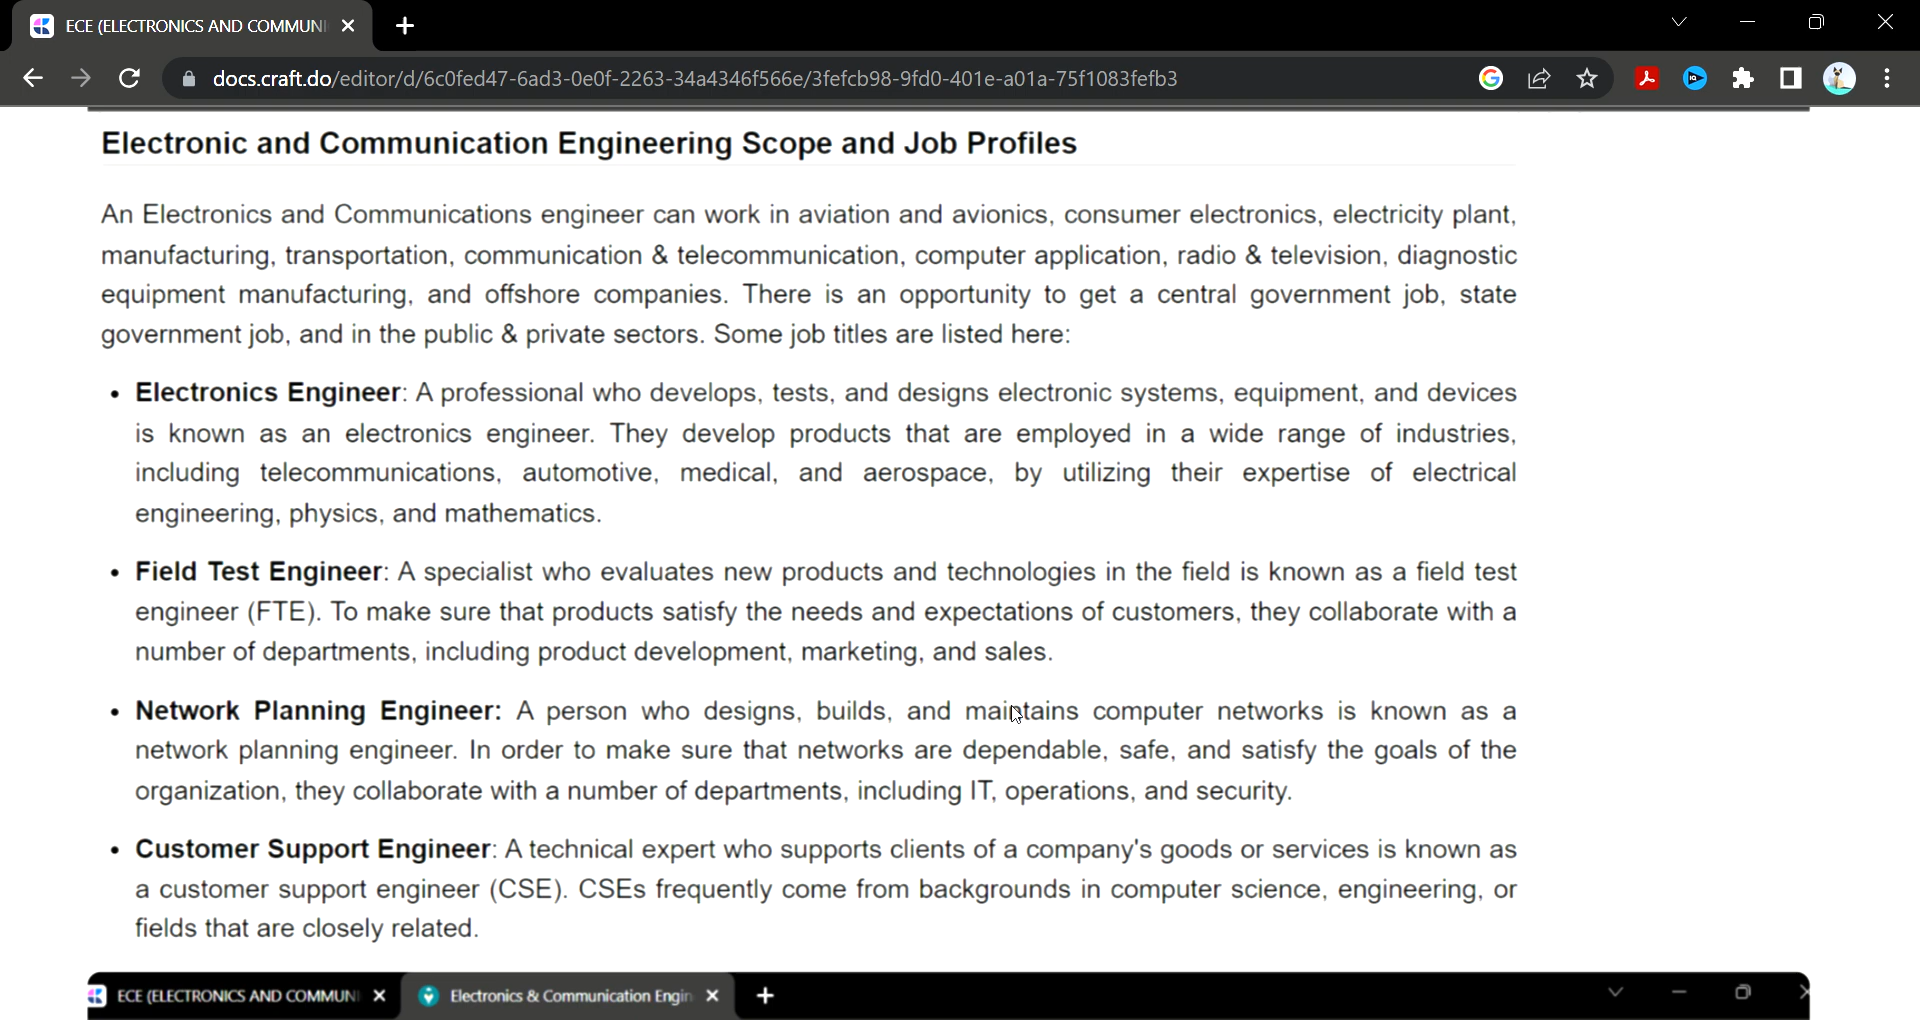 ECE (ELECTRONICS AND COMMUNI
docs.craft.do/editor/d/6c0fed47-6ad3-0e0f-2263-34a4346f566e/3fefcb98-9fd0-401e-a01a-75f1083fefb3
Electronic and Communication Engineering Scope and Job Profiles
An Electronics and Communications engineer can work in aviation and avionics, consumer electronics, electricity plant,
manufacturing, transportation, communication & telecommunication, computer application, radio & television, diagnostic
equipment manufacturing, and offshore companies. There is an opportunity to get a central government job, state
government job, and in the public & private sectors. Some job titles are listed here:
• Electronics Engineer: A professional who develops, tests, and designs electronic systems, equipment, and devices
is known as an electronics engineer. They develop products that are employed in a wide range of industries,
including telecommunications, automotive, medical, and aerospace, by utilizing their expertise of electrical
engineering, physics, and mathematics.
• Field Test Engineer: A specialist who evaluates new products and technologies in the field is known as a field test
engineer (FTE). To make sure that products satisfy the needs and expectations of customers, they collaborate with a
number of departments, including product development, marketing, and sales.
• Network Planning Engineer: A person who designs, builds, and maintains computer networks is known as a
network planning engineer. In order to make sure that networks are dependable, safe, and satisfy the goals of the
organization, they collaborate with a number of departments, including IT, operations, and security.
• Customer Support Engineer: A technical expert who supports clients of a company's goods or services is known as
a customer support engineer (CSE). CSEs frequently come from backgrounds in computer science, engineering, or
fields that are closely related.
ECE (ELECTRONICS AND COMMUNI
Electronics & Communication Engin